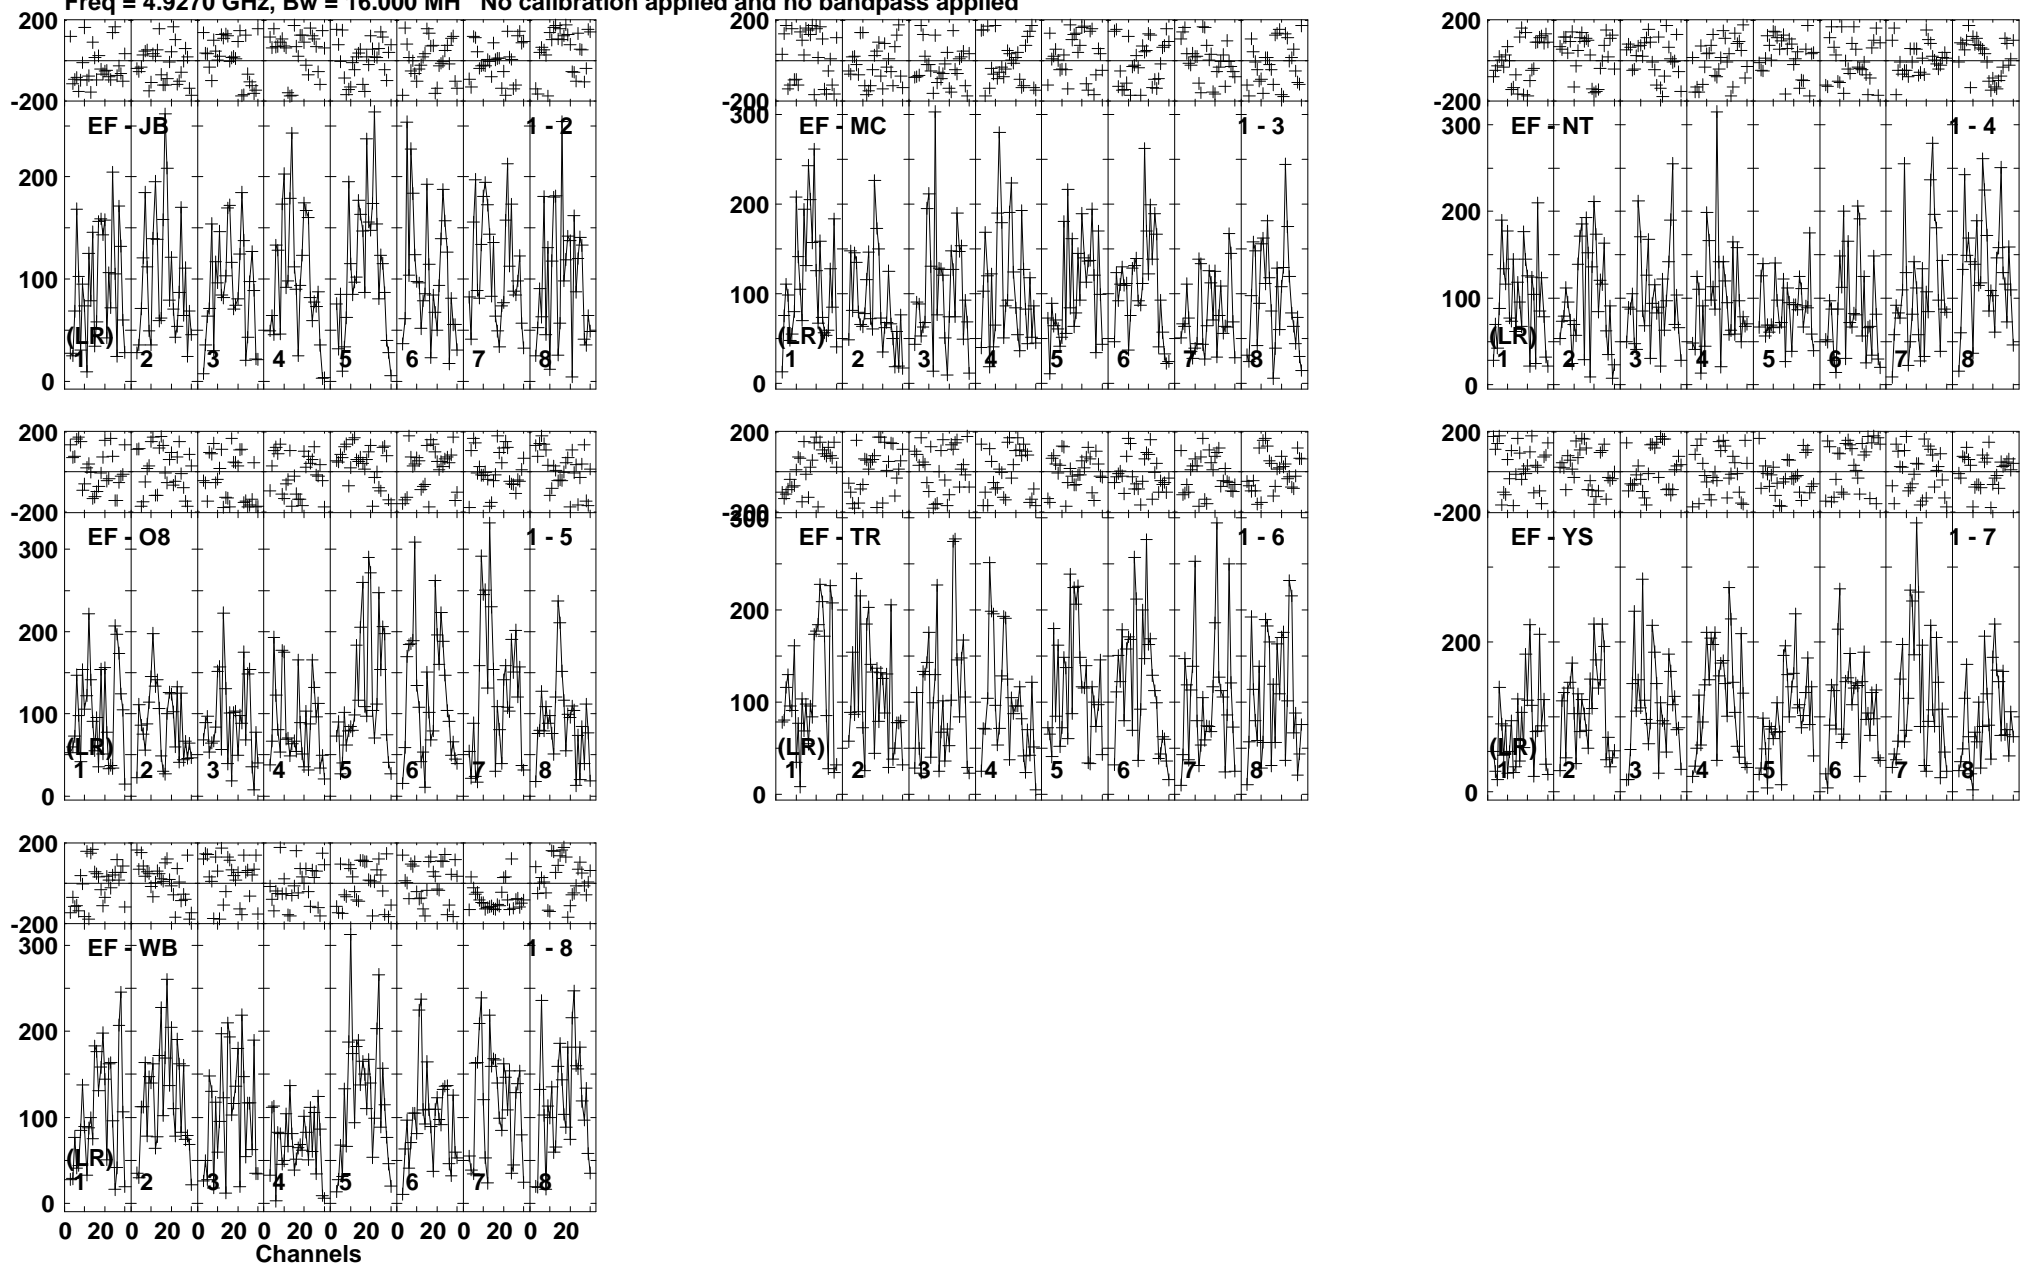 Freq = 4.9270 GHz, Bw = 16.000 MH No calibration applied and no bandpass applied
200 200 200
-200 -200 -200
EF - JB 1 - 2 300 EF - MC 1 - 3 300 EF - NT 1 - 4
200 200 200
100 100 100
(LR) (LR) (LR)
1 2 3 4 5 6 7 8 1 2 3 4 5 6 7 8 1 2 3 4 5 6 7 8
0 0 0
200 200 200
-200 -200 -200
300 EF - O8 1 - 5 300 EF - TR 1 - 6 EF - YS 1 - 7
200 200 200
100 100
(LR) (LR) (LR)
1 2 3 4 5 6 7 8 1 2 3 4 5 6 7 8 1 2 3 4 5 6 7 8
0 0 0
200
-200
300 EF - WB 1 - 8
200
100
(LR)
1 2 3 4 5 6 7 8
0
0 20 0 20 0 20 0 20 0 20 0 20 0 20 0 20
Channels